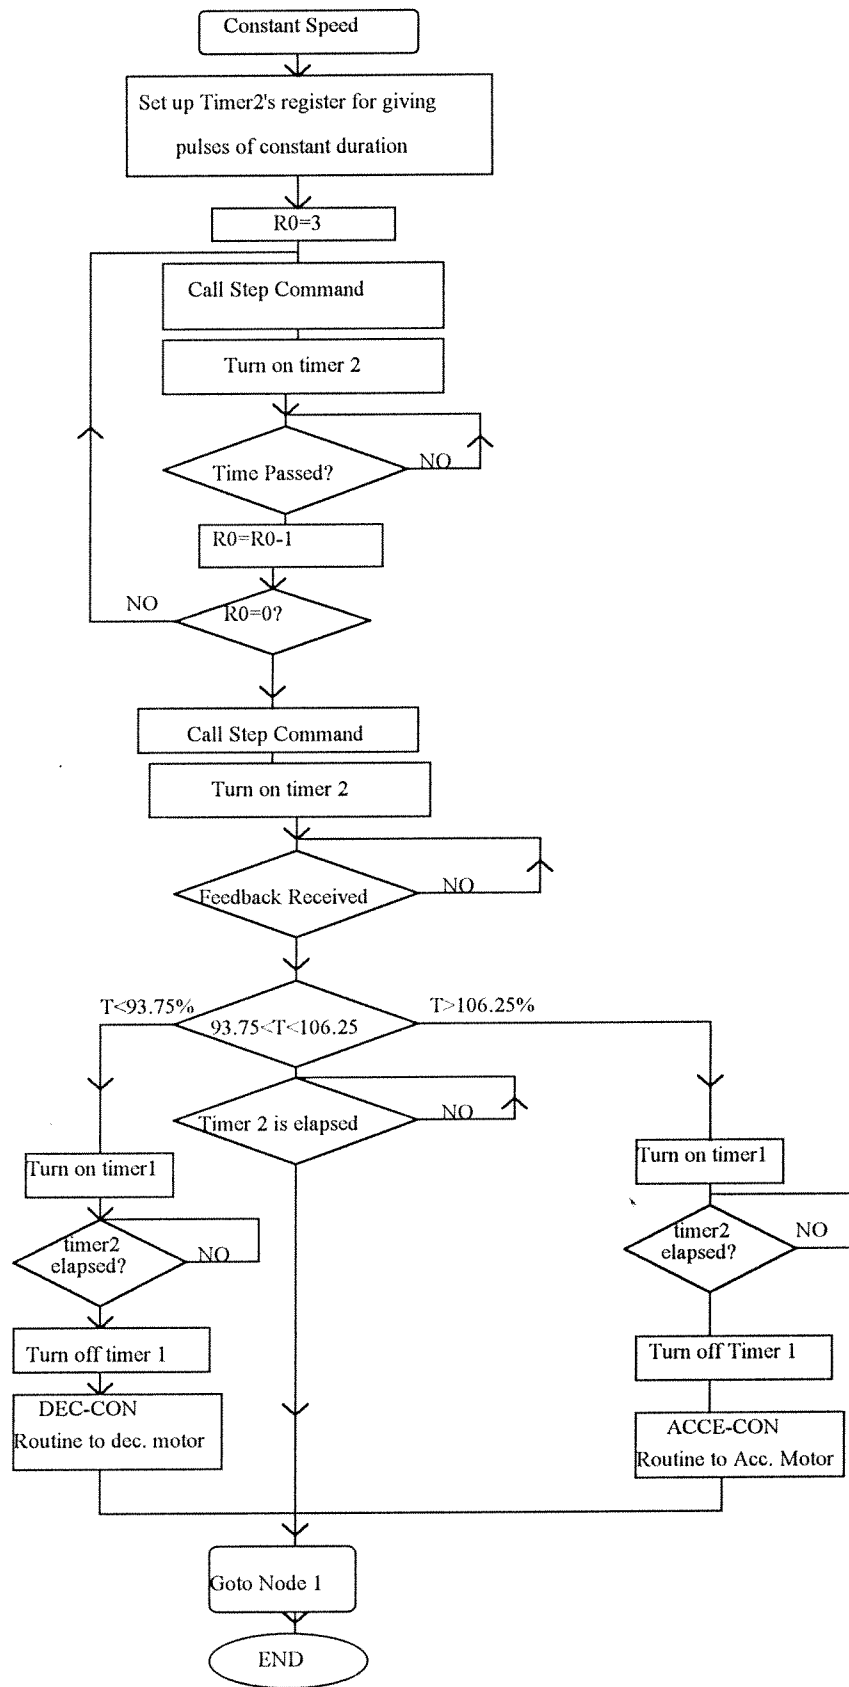 Constant Speed
Set up Timer2's register for giving
pulses of constant duration
R0=3
Call Step Command
Turn on timer 2
NO
Time Passed?
R0=R0-1
NO
R0=0?
Call Step Command
Turn on timer 2
NO
Feedback Received
T<93.75%
93.75<T<106.25
T>106.25%
NO
Timer 2 is elapsed
Turn on timer1
timer2
elapsed?
NO
Turn off timer 1
DEC-CON
Routine to dec. motor
Turn on timer1
timer2
elapsed?
NO
Turn off Timer 1
ACCE-CON
Routine to Acc. Motor
Goto Node 1
END